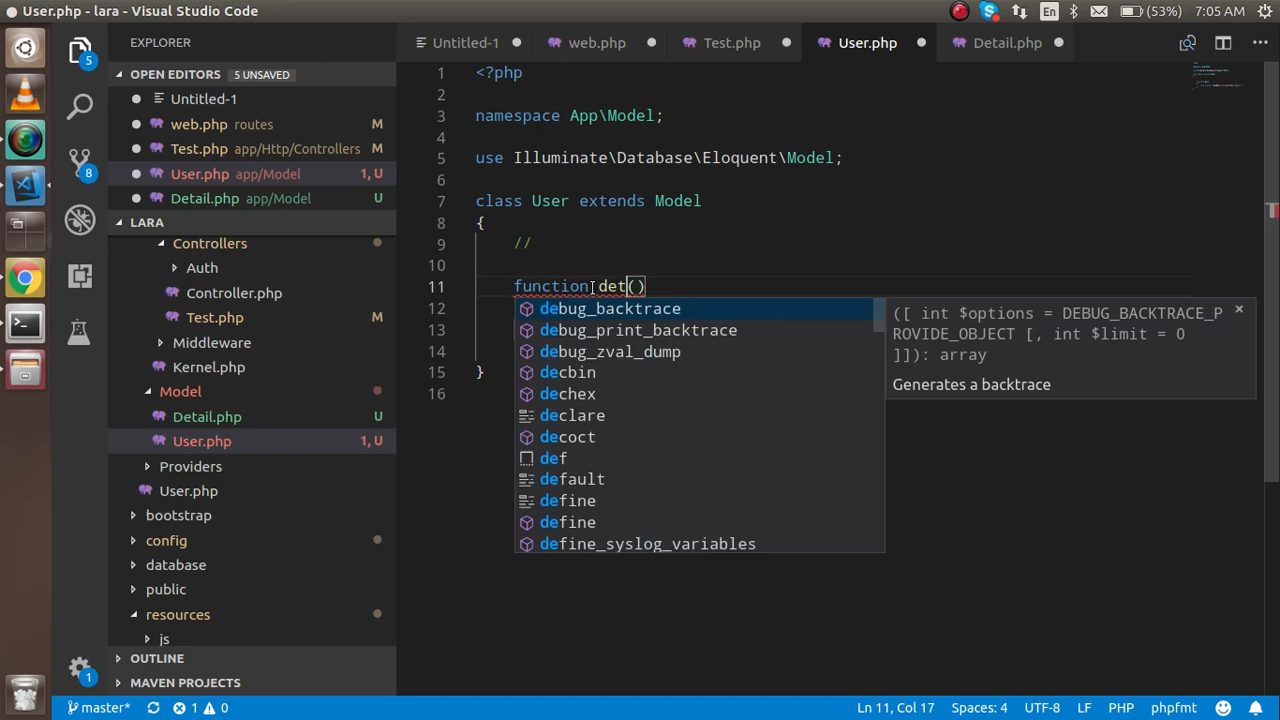 User.php - lara - Visual Studio Code
En
(53%)
7:05 AM
5
8
1
EXPLORER
OPEN EDITORS 5 UNSAVED
Untitled-1
web.php routes M
Test.php app/Http/Controllers M
User.php app/Model 1, U
Detail.php app/Model U
LARA
Controllers
Auth
Controller.php
Test.php M
Middleware
Kernel.php
Model
Detail.php U
User.php 1, U
Providers
User.php
bootstrap
config
database
public
resources
js
OUTLINE
MAVEN PROJECTS
Untitled-1 web.php Test.php User.php Detail.php
1 <?php
2
3 namespace App\Model;
4
5 use Illuminate\Database\Eloquent\Model;
6
7 class User extends Model
8 {
9 //
10
11 function det()
12
13
14
15 }
16
debug_backtrace
debug_print_backtrace
debug_zval_dump
decbin
dechex
declare
decoct
def
default
define
define
define_syslog_variables
([ int $options = DEBUG_BACKTRACE_P
ROVIDE_OBJECT [, int $limit = 0
]]): array
Generates a backtrace
master* 1 0 Ln 11, Col 17 Spaces: 4 UTF-8 LF PHP phpfmt